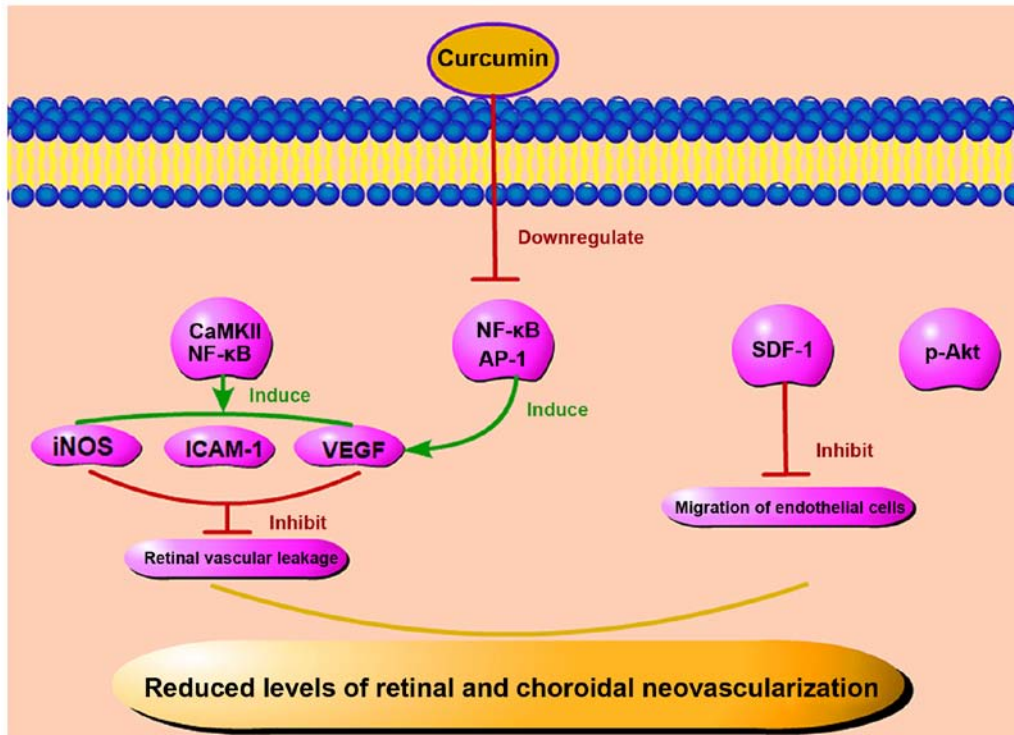 Curcumin
Downregulate
CaMKII
NF-κB
NF-κB
AP-1
SDF-1
p-Akt
Induce
Induce
iNOS
ICAM-1
VEGF
Inhibit
Inhibit
Migration of endothelial cells
Retinal vascular leakage
Reduced levels of retinal and choroidal neovascularization